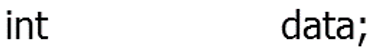 int data;